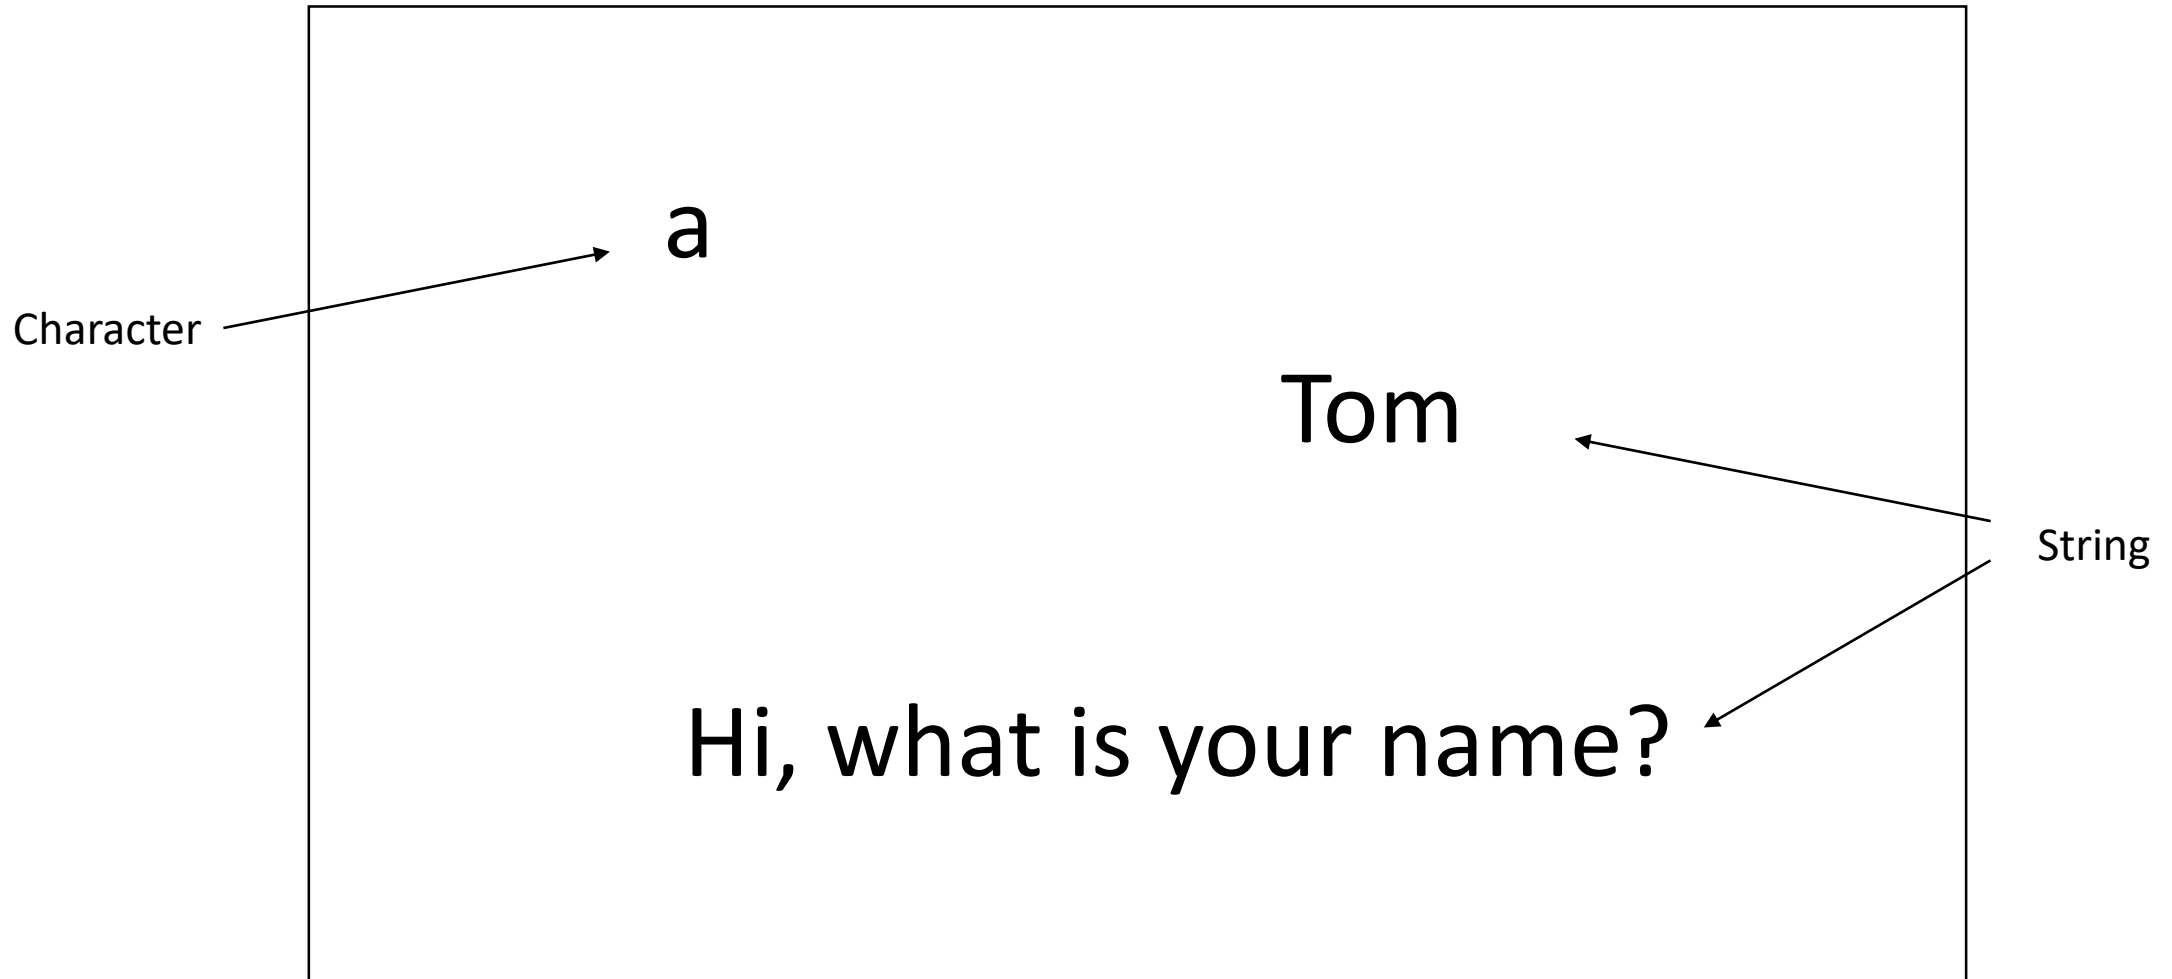 a
Character
Tom
String
Hi, what is your name?